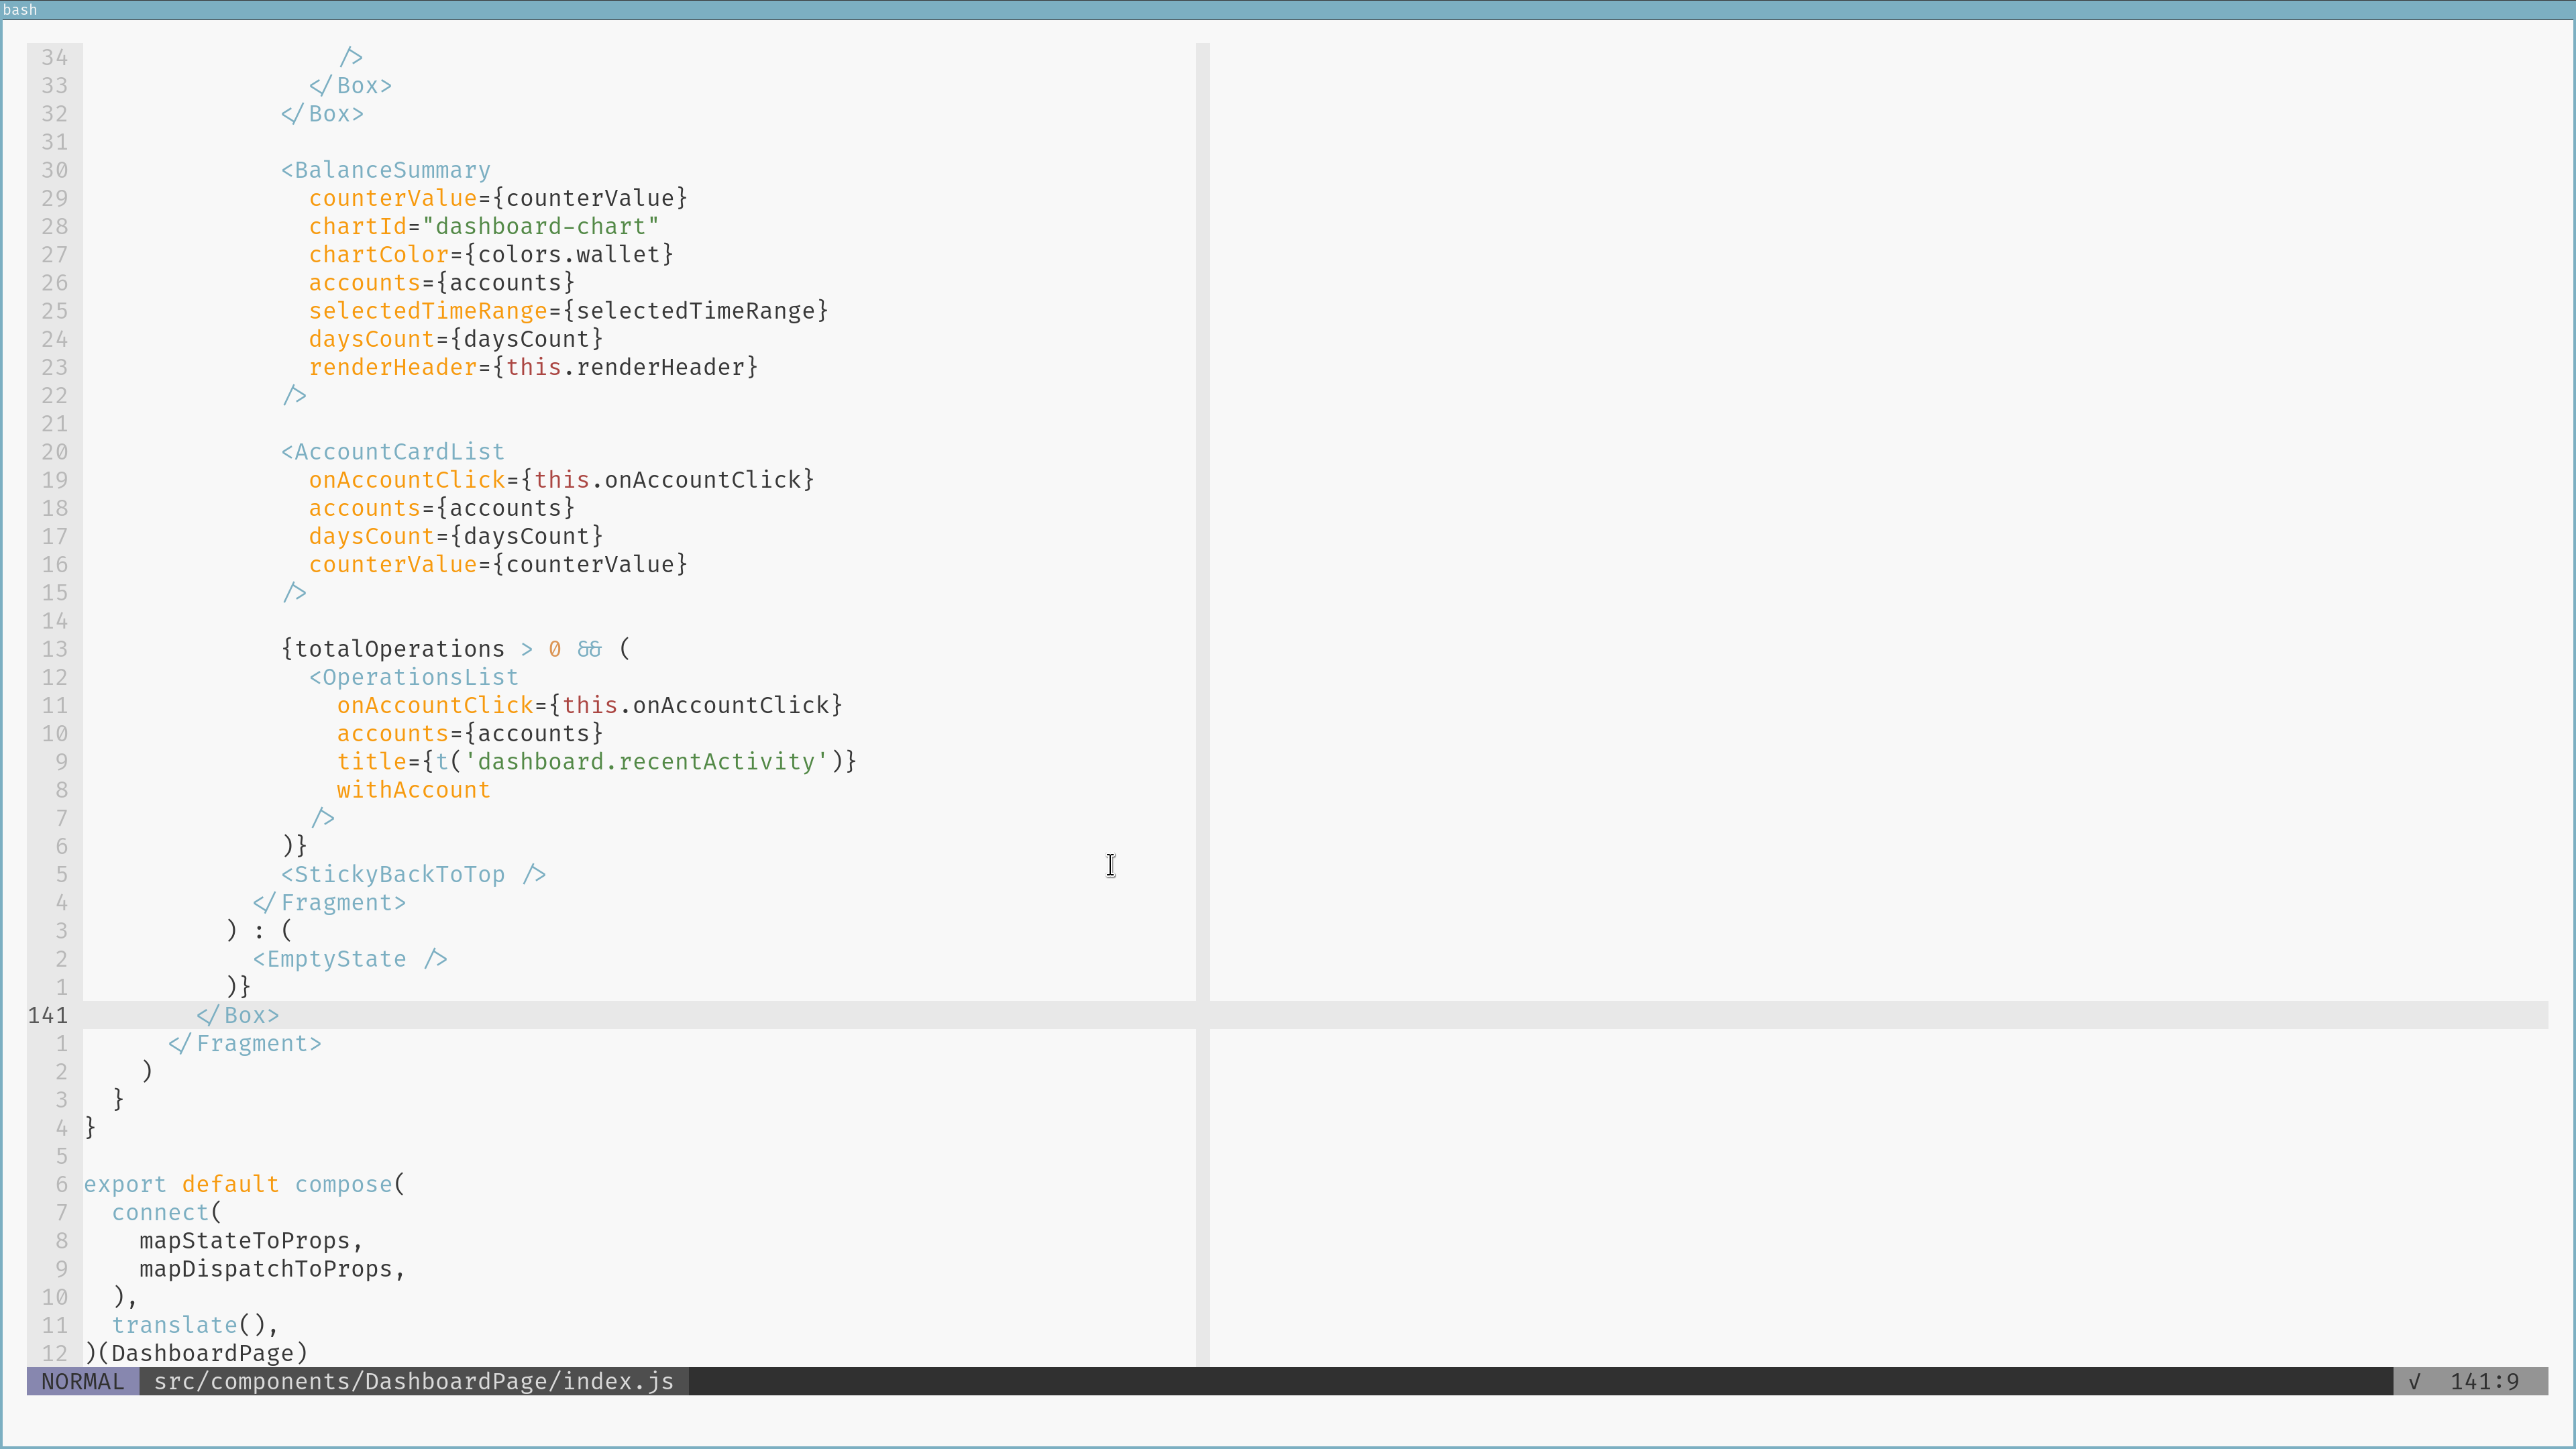 bash
34                   />
33                 </Box>
32               </Box>
31
30               <BalanceSummary
29                 counterValue={counterValue}
28                 chartId="dashboard-chart"
27                 chartColor={colors.wallet}
26                 accounts={accounts}
25                 selectedTimeRange={selectedTimeRange}
24                 daysCount={daysCount}
23                 renderHeader={this.renderHeader}
22               />
21
20               <AccountCardList
19                 onAccountClick={this.onAccountClick}
18                 accounts={accounts}
17                 daysCount={daysCount}
16                 counterValue={counterValue}
15               />
14
13               {totalOperations > 0 && (
12                 <OperationsList
11                   onAccountClick={this.onAccountClick}
10                   accounts={accounts}
9                   title={t('dashboard.recentActivity')}
8                   withAccount
7                 />
6               )}
5               <StickyBackToTop />
4             </Fragment>
3           ) : (
2             <EmptyState />
1           )}
141         </Box>
1       </Fragment>
2     )
3   }
4 }
5
6 export default compose(
7   connect(
8     mapStateToProps,
9     mapDispatchToProps,
10   ),
11   translate(),
12 )(DashboardPage)
NORMAL src/components/DashboardPage/index.js √ 141:9